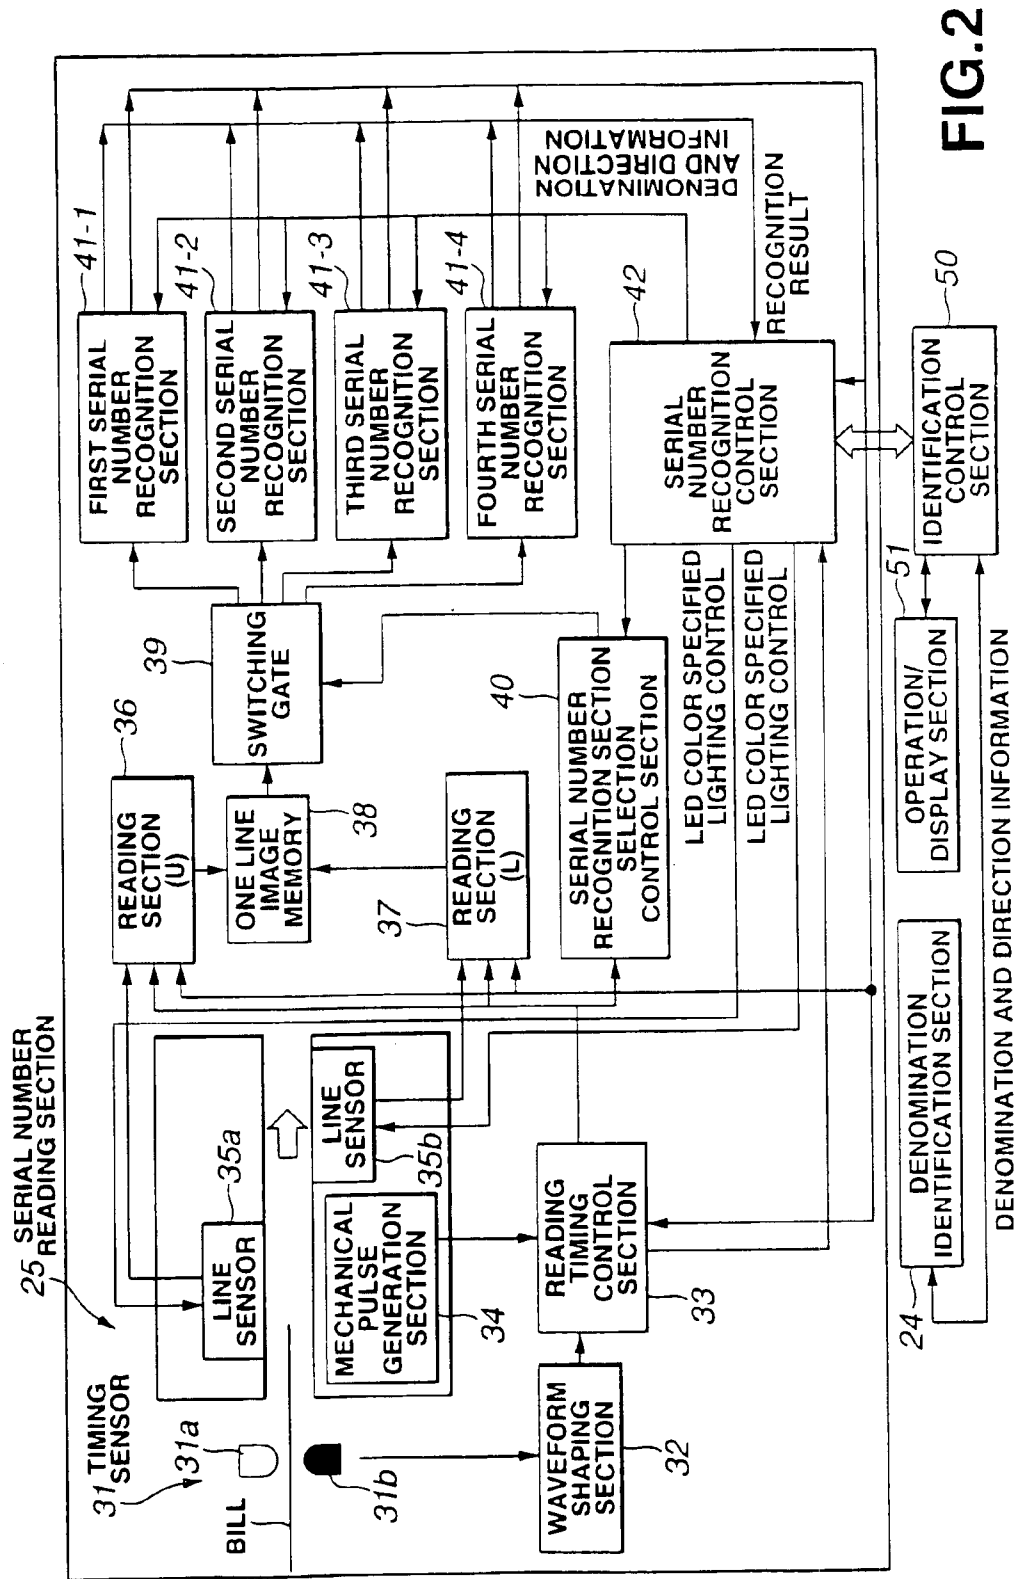 25 SERIAL NUMBER
READING SECTION
31 TIMING
SENSOR
31a
BILL
31b
LINE
SENSOR
35a
LINE
SENSOR
35b
MECHANICAL
PULSE
GENERATION
SECTION
34
WAVEFORM
SHAPING
SECTION
32
READING
TIMING
CONTROL
SECTION
33
READING
SECTION
(U)
36
ONE LINE
IMAGE
MEMORY
38
READING
SECTION
(L)
37
SWITCHING
GATE
39
SERIAL NUMBER
RECOGNITION SECTION
SELECTION
CONTROL SECTION
40
FIRST SERIAL
NUMBER
RECOGNITION
SECTION
41-1
SECOND SERIAL
NUMBER
RECOGNITION
SECTION
41-2
THIRD SERIAL
NUMBER
RECOGNITION
SECTION
41-3
FOURTH SERIAL
NUMBER
RECOGNITION
SECTION
41-4
DENOMINATION
AND DIRECTION
INFORMATION
RECOGNITION
RESULT
SERIAL
NUMBER
RECOGNITION
CONTROL
SECTION
42
LED COLOR SPECIFIED
LIGHTING CONTROL
LED COLOR SPECIFIED
LIGHTING CONTROL
DENOMINATION
IDENTIFICATION SECTION
24
OPERATION/
DISPLAY SECTION
51
IDENTIFICATION
CONTROL
SECTION
50
DENOMINATION AND DIRECTION INFORMATION
FIG.2